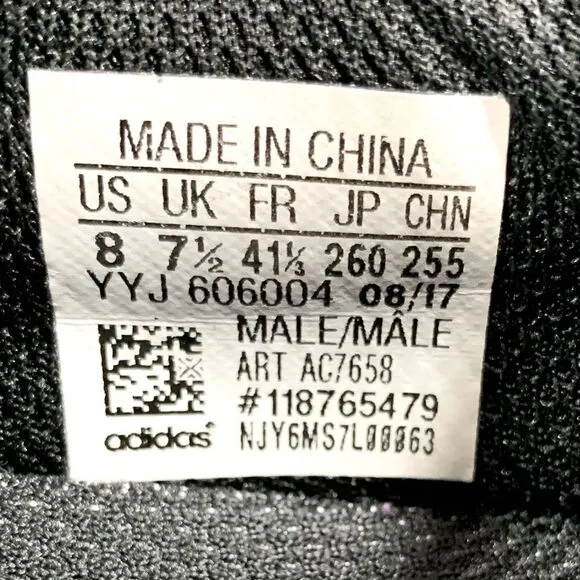 MADE IN CHINA
US UK FR JP CHN
8 7½ 41⅓ 260 255
YYJ 606004 08/17
MALE/MÂLE
ART AC7658
#118765479
adidas NJY6MS7L00063